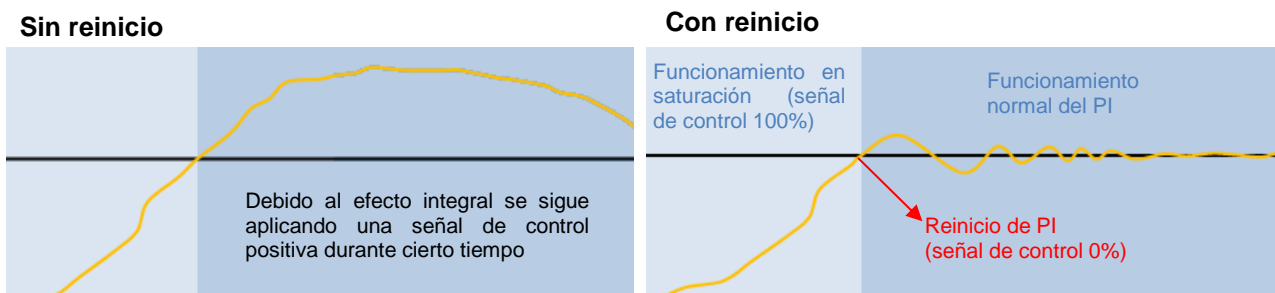 Sin reinicio
Debido al efecto integral se sigue
aplicando una señal de control
positiva durante cierto tiempo
Con reinicio
Funcionamiento en
saturación (señal
de control 100%)
Funcionamiento
normal del PI
Reinicio de PI
(señal de control 0%)